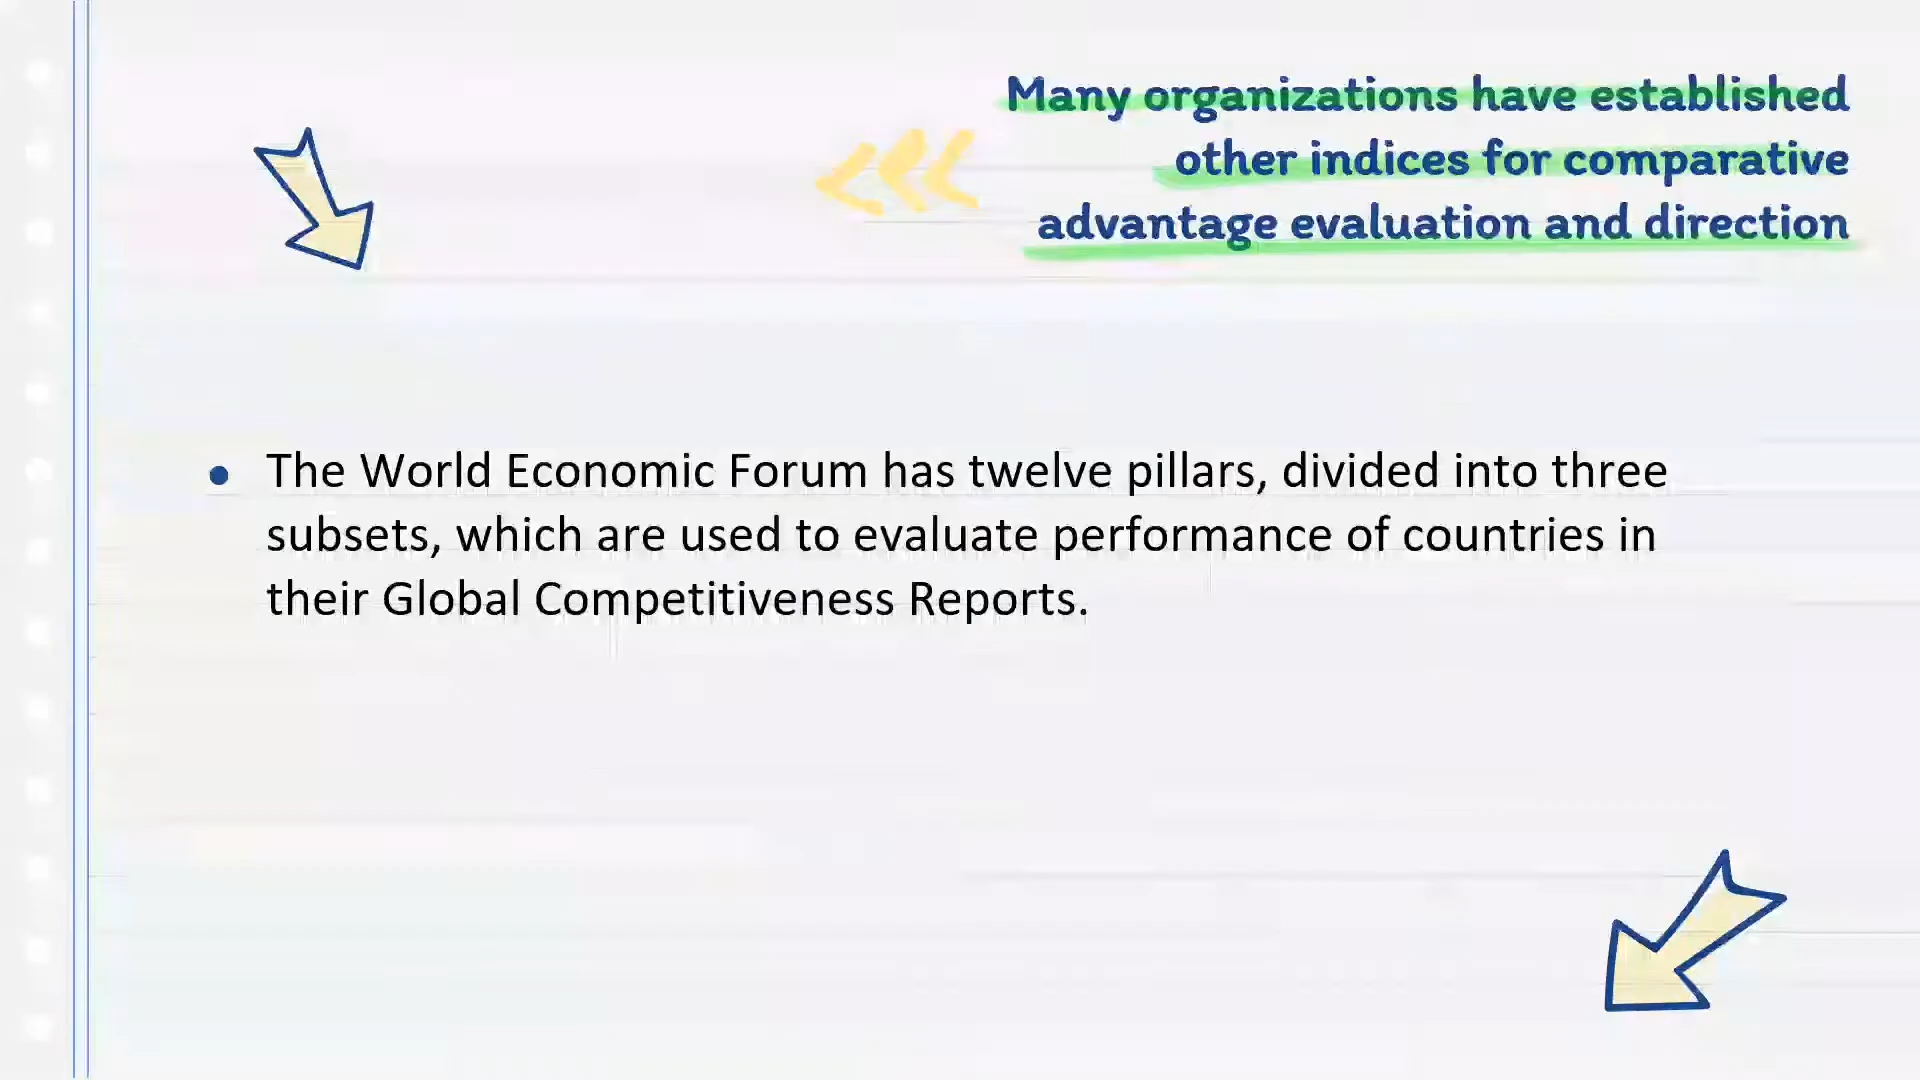 Many organizations have established
other indices for comparative
advantage evaluation and direction
• The World Economic Forum has twelve pillars, divided into three
subsets, which are used to evaluate performance of countries in
their Global Competitiveness Reports.